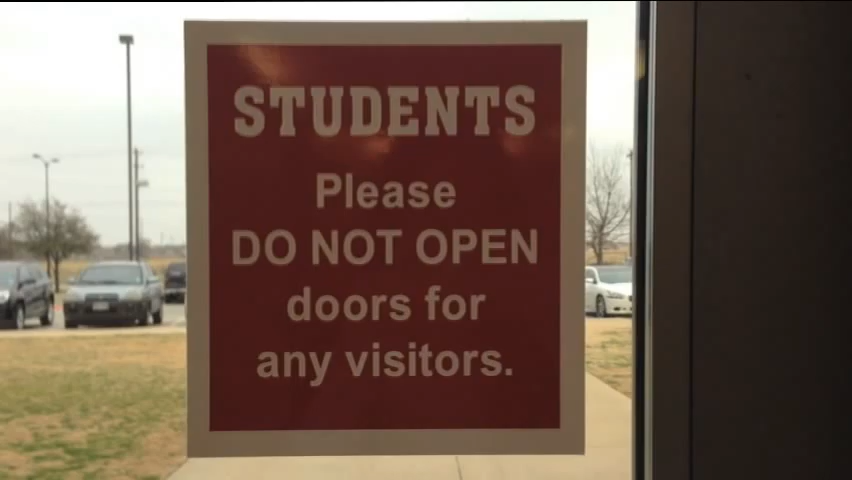 STUDENTS
Please
DO NOT OPEN
doors for
any visitors.